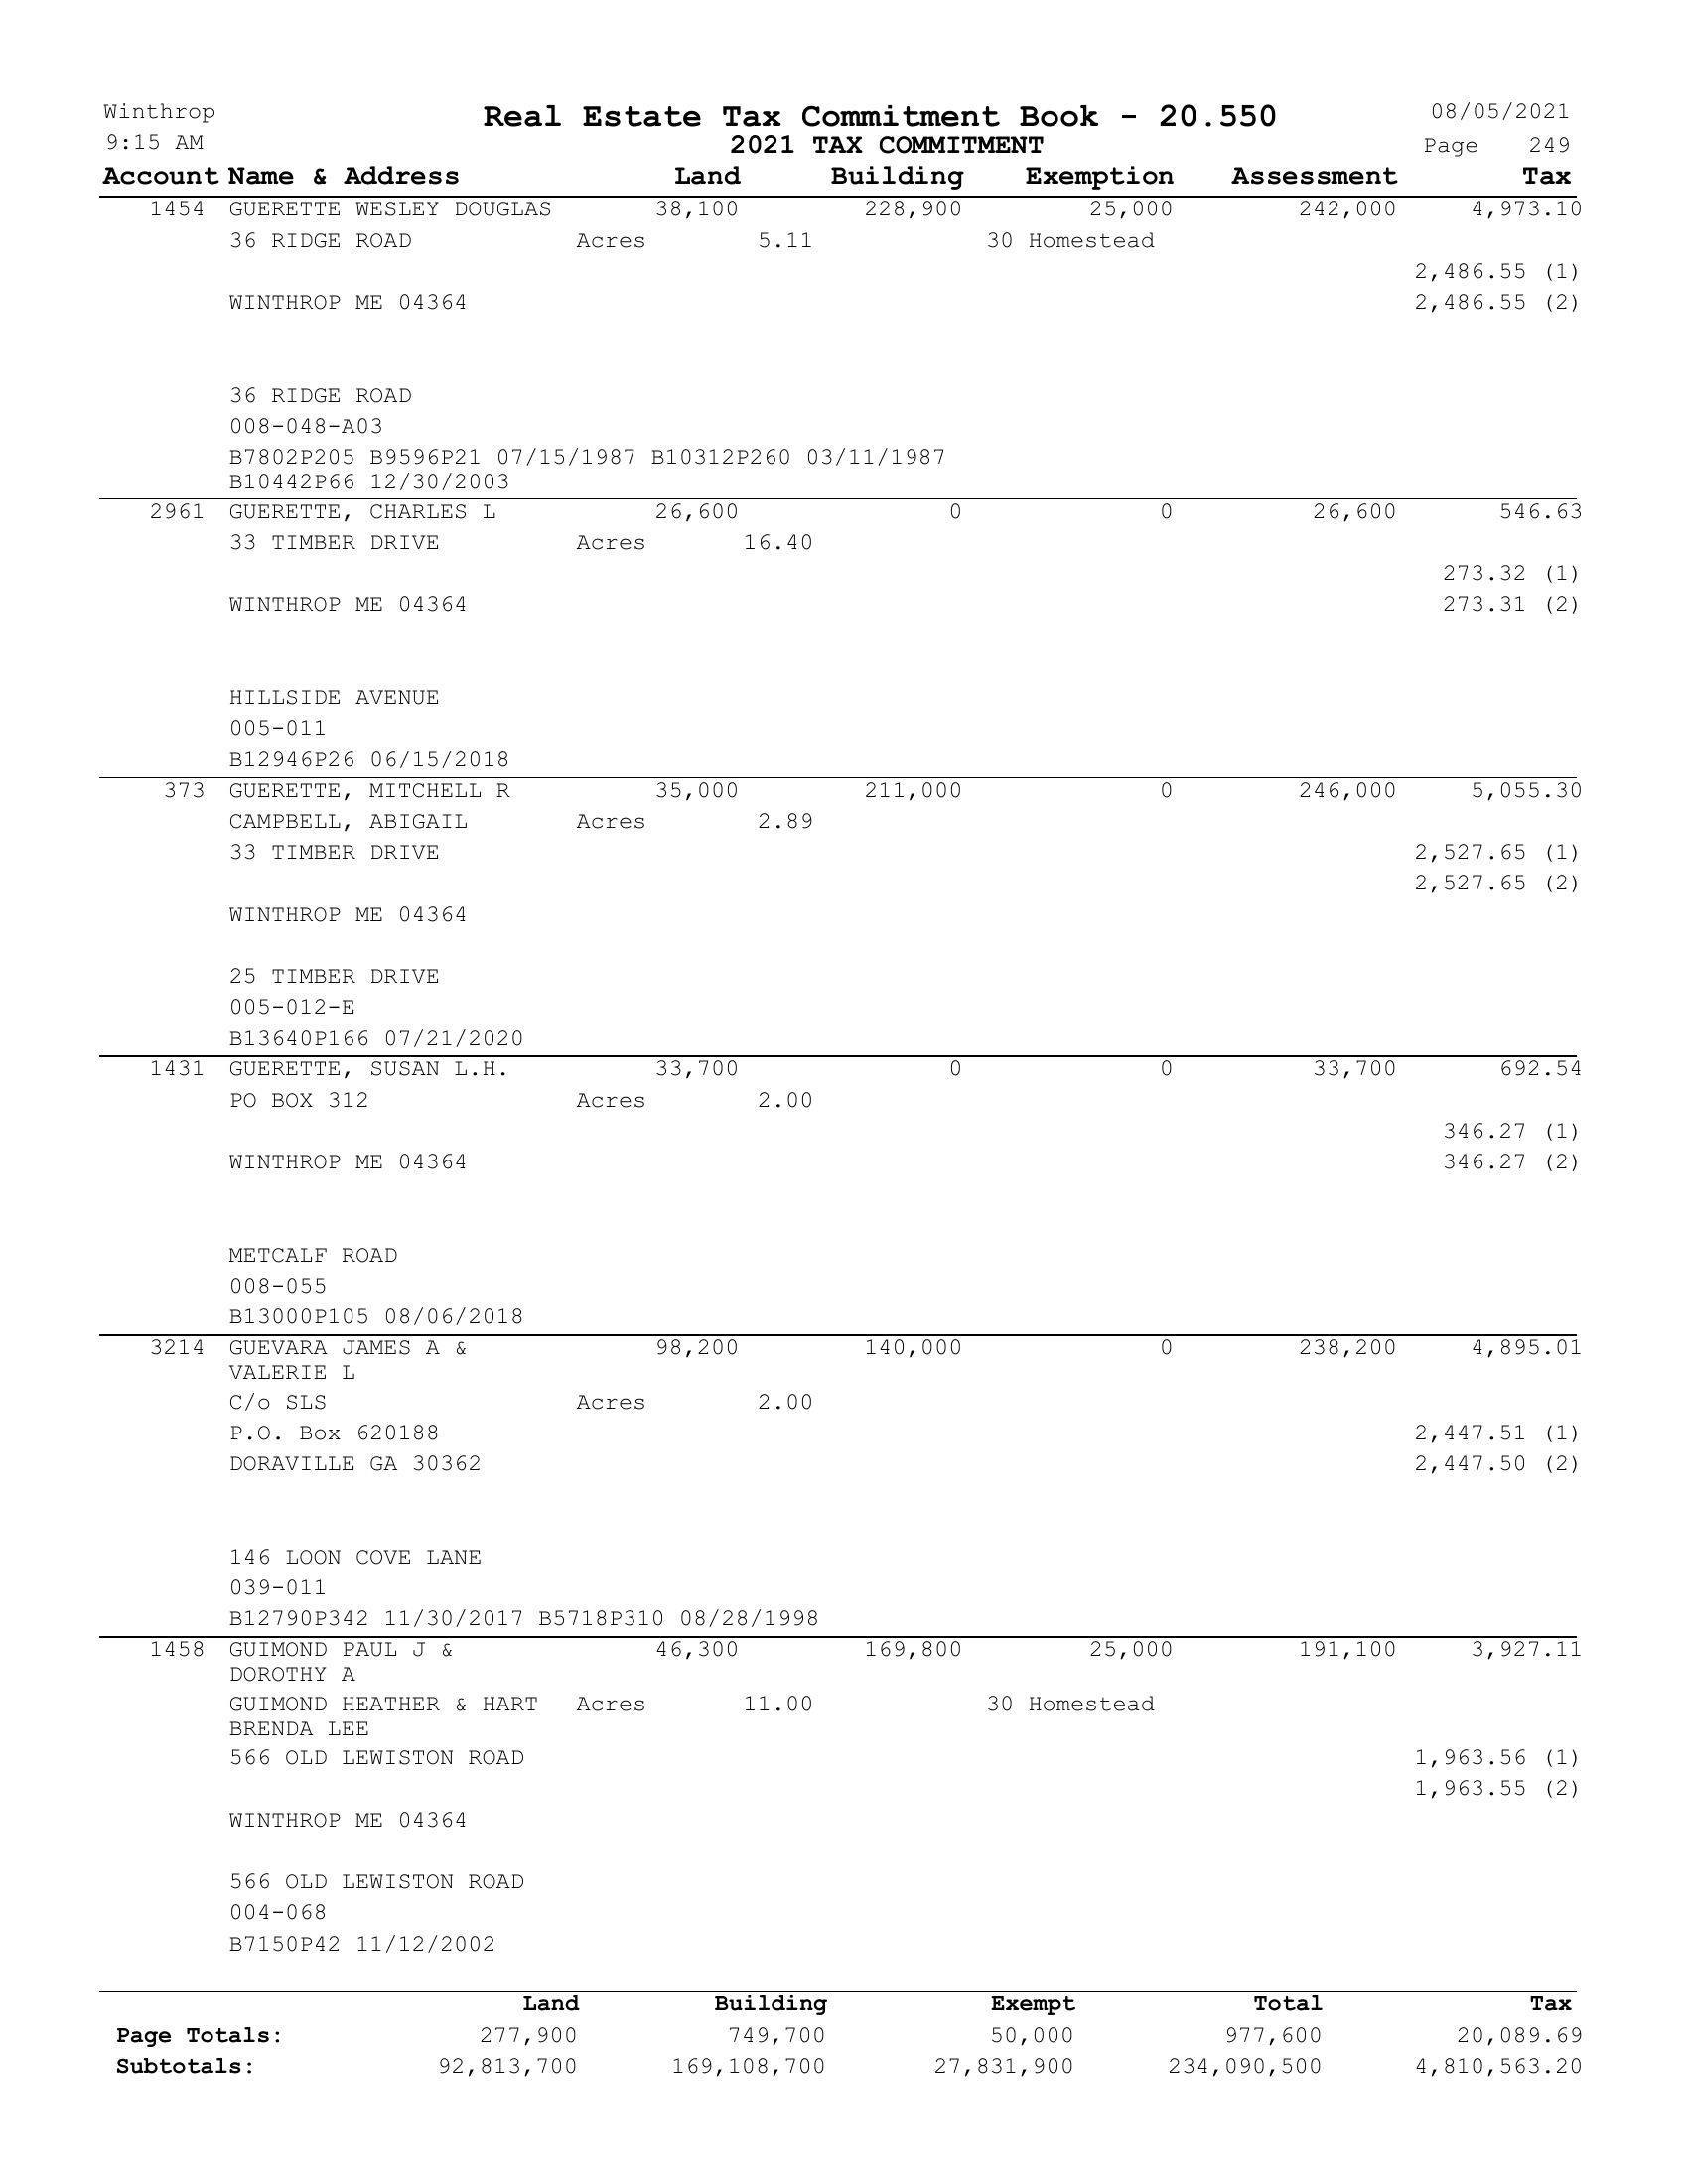 Winthrop Real Estate Tax Commitment Book - 20.550 08/05/2021
9:15 AM 2021 TAX COMMITMENT Page 249
Account Name & Address Land Building Exemption Assessment Tax
1454 GUERETTE WESLEY DOUGLAS 38,100 228,900 25,000 242,000 4,973.10
36 RIDGE ROAD Acres 5.11 30 Homestead
2,486.55 (1)
WINTHROP ME 04364 2,486.55 (2)
36 RIDGE ROAD
008-048-A03
B7802P205 B9596P21 07/15/1987 B10312P260 03/11/1987
B10442P66 12/30/2003
2961 GUERETTE, CHARLES L 26,600 0 0 26,600 546.63
33 TIMBER DRIVE Acres 16.40
273.32 (1)
WINTHROP ME 04364 273.31 (2)
HILLSIDE AVENUE
005-011
B12946P26 06/15/2018
373 GUERETTE, MITCHELL R 35,000 211,000 0 246,000 5,055.30
CAMPBELL, ABIGAIL Acres 2.89
33 TIMBER DRIVE 2,527.65 (1)
2,527.65 (2)
WINTHROP ME 04364
25 TIMBER DRIVE
005-012-E
B13640P166 07/21/2020
1431 GUERETTE, SUSAN L.H. 33,700 0 0 33,700 692.54
PO BOX 312 Acres 2.00
346.27 (1)
WINTHROP ME 04364 346.27 (2)
METCALF ROAD
008-055
B13000P105 08/06/2018
3214 GUEVARA JAMES A & 98,200 140,000 0 238,200 4,895.01
VALERIE L
C/o SLS Acres 2.00
P.O. Box 620188 2,447.51 (1)
DORAVILLE GA 30362 2,447.50 (2)
146 LOON COVE LANE
039-011
B12790P342 11/30/2017 B5718P310 08/28/1998
1458 GUIMOND PAUL J & 46,300 169,800 25,000 191,100 3,927.11
DOROTHY A
GUIMOND HEATHER & HART Acres 11.00 30 Homestead
BRENDA LEE
566 OLD LEWISTON ROAD 1,963.56 (1)
1,963.55 (2)
WINTHROP ME 04364
566 OLD LEWISTON ROAD
004-068
B7150P42 11/12/2002
Land Building Exempt Total Tax
Page Totals: 277,900 749,700 50,000 977,600 20,089.69
Subtotals: 92,813,700 169,108,700 27,831,900 234,090,500 4,810,563.20